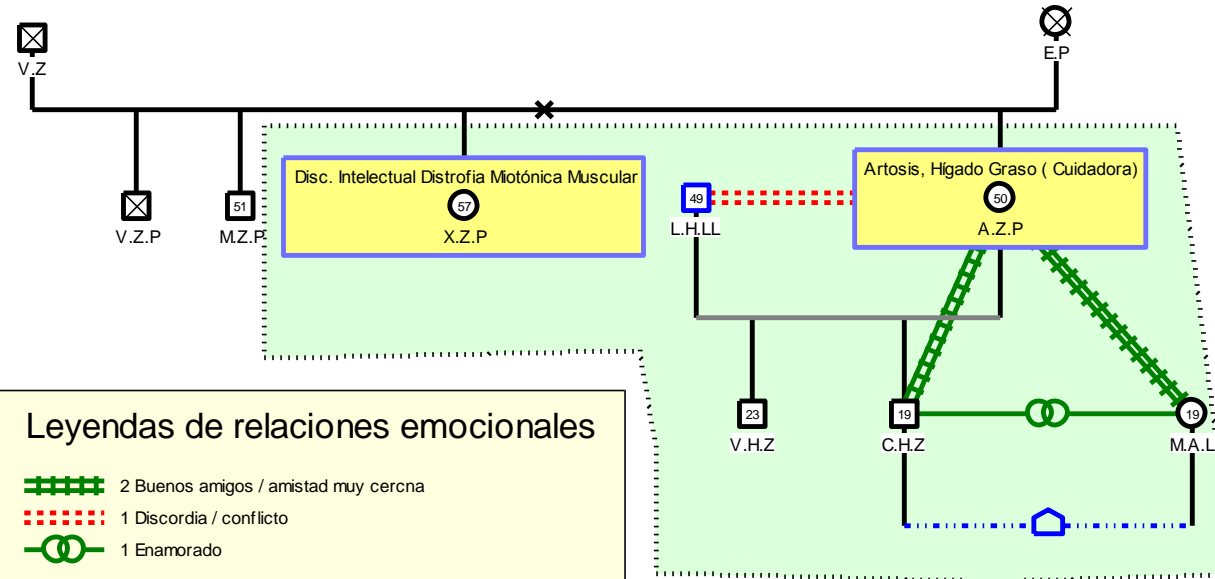 V.Z
E.P
Disc. Intelectual Distrofia Miotónica Muscular
Artosis, Hígado Graso ( Cuidadora)
51
57
49
50
V.Z.P
M.Z.P
X.Z.P
L.H.LL
A.Z.P
23
19
19
V.H.Z
C.H.Z
M.A.L
Leyendas de relaciones emocionales
2 Buenos amigos / amistad muy cercna
1 Discordia / conflicto
1 Enamorado